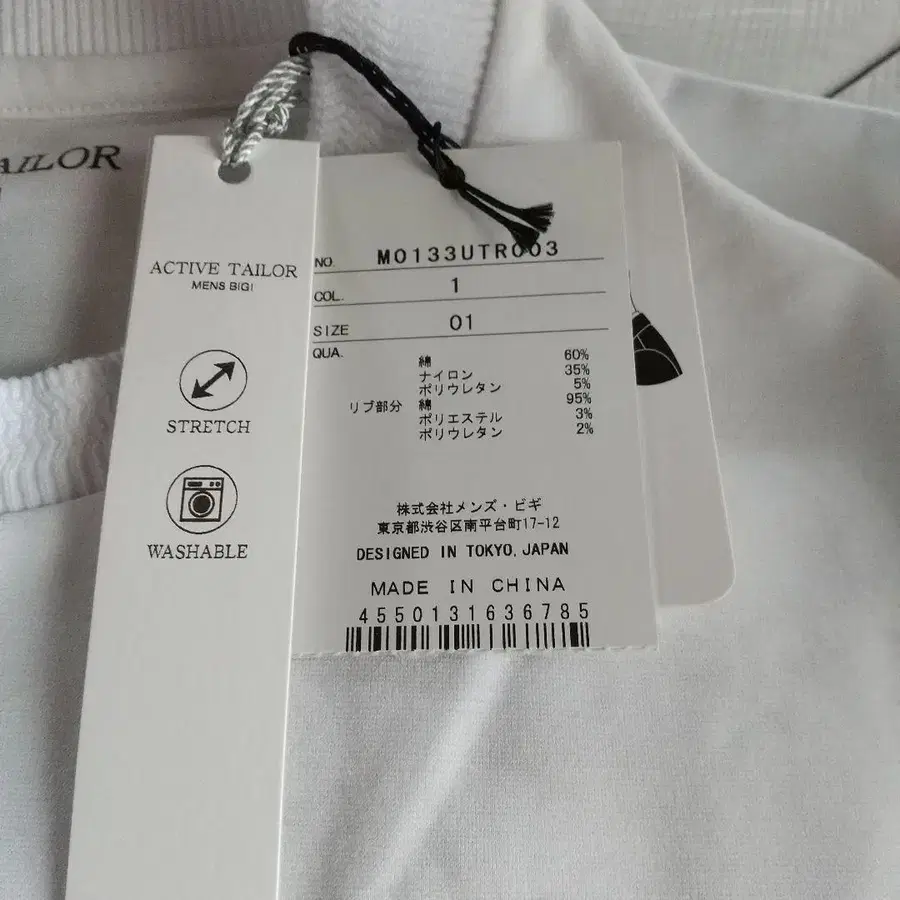 AILOR
ACTIVE TAILOR
MENS BIGI
STRETCH
WASHABLE
NO. M0133UTR003
COL. 1
SIZE 01
QUA.
綿 60%
ナイロン 35%
ポリウレタン 5%
リブ部分 綿 95%
ポリエステル 3%
ポリウレタン 2%
株式会社メンズ・ビギ
東京都渋谷区南平台町17-12
DESIGNED IN TOKYO, JAPAN
MADE IN CHINA
4550131636785